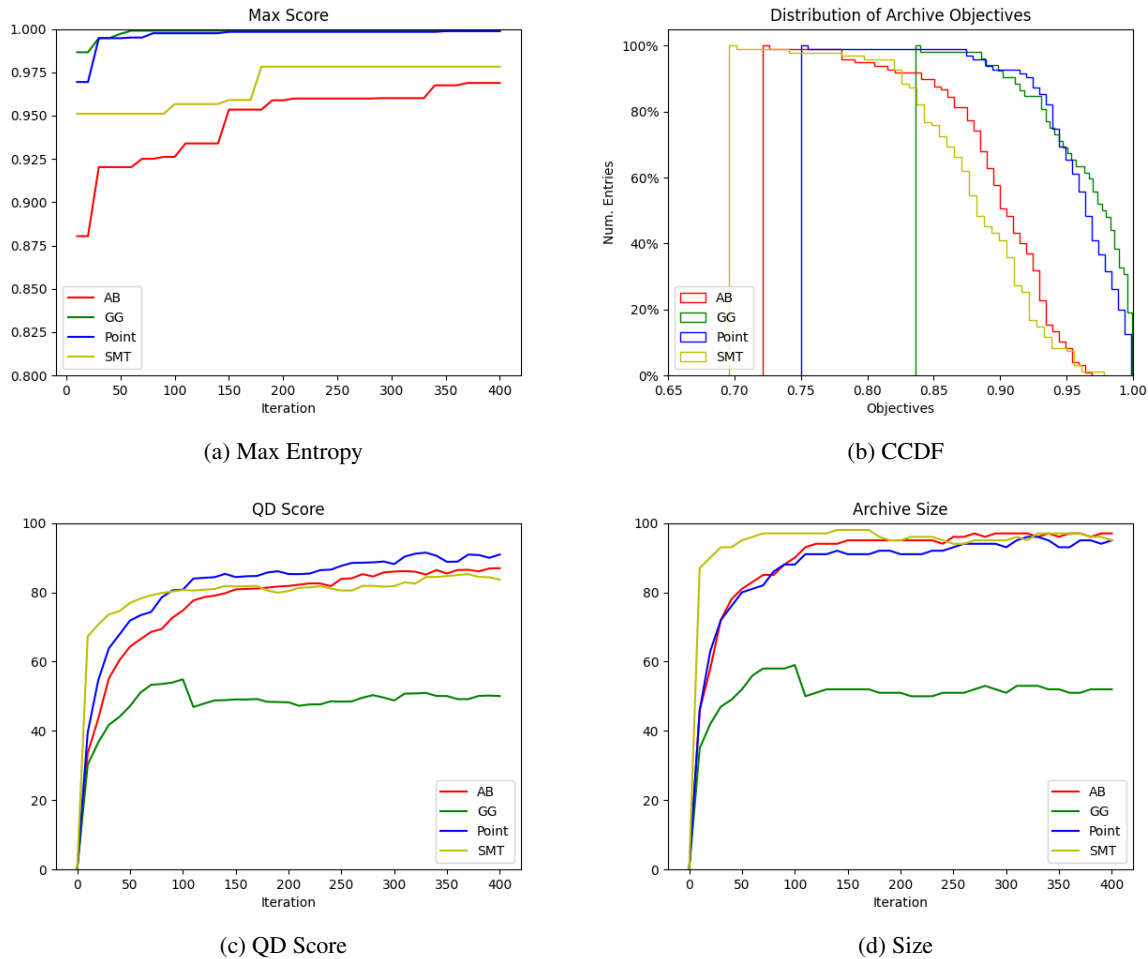 Max Score
1.000
0.975
0.950
0.925
0.900
0.875
0.850
0.825
0.800
AB
GG
Point
SMT
0 50 100 150 200 250 300 350 400
Iteration
(a) Max Entropy
Distribution of Archive Objectives
Num. Entries
100%
80%
60%
40%
20%
0%
AB
GG
Point
SMT
0.65 0.70 0.75 0.80 0.85 0.90 0.95 1.00
Objectives
(b) CCDF
QD Score
100
80
60
40
20
0
AB
GG
Point
SMT
0 50 100 150 200 250 300 350 400
Iteration
(c) QD Score
Archive Size
100
80
60
40
20
0
AB
GG
Point
SMT
0 50 100 150 200 250 300 350 400
Iteration
(d) Size